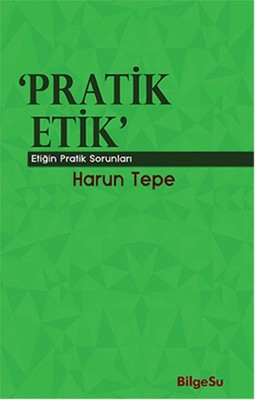 ‘PRATİK
ETİK’
Etiğin Pratik Sorunları
Harun Tepe
BilgeSu